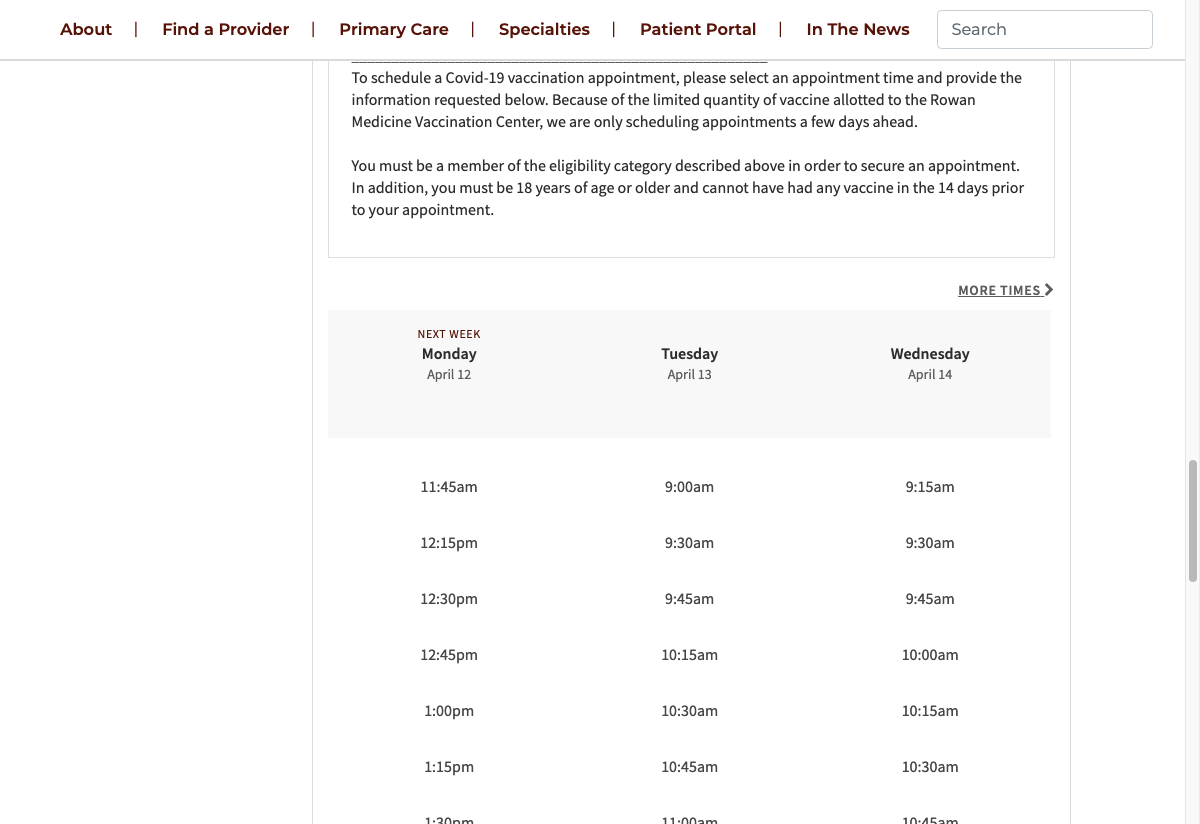 About | Find a Provider | Primary Care | Specialties | Patient Portal | In The News Search
To schedule a Covid-19 vaccination appointment, please select an appointment time and provide the
information requested below. Because of the limited quantity of vaccine allotted to the Rowan
Medicine Vaccination Center, we are only scheduling appointments a few days ahead.
You must be a member of the eligibility category described above in order to secure an appointment.
In addition, you must be 18 years of age or older and cannot have had any vaccine in the 14 days prior
to your appointment.
MORE TIMES
NEXT WEEK
Monday Tuesday Wednesday
April 12 April 13 April 14
11:45am 9:00am 9:15am
12:15pm 9:30am 9:30am
12:30pm 9:45am 9:45am
12:45pm 10:15am 10:00am
1:00pm 10:30am 10:15am
1:15pm 10:45am 10:30am
1:30pm 11:00am 10:45am